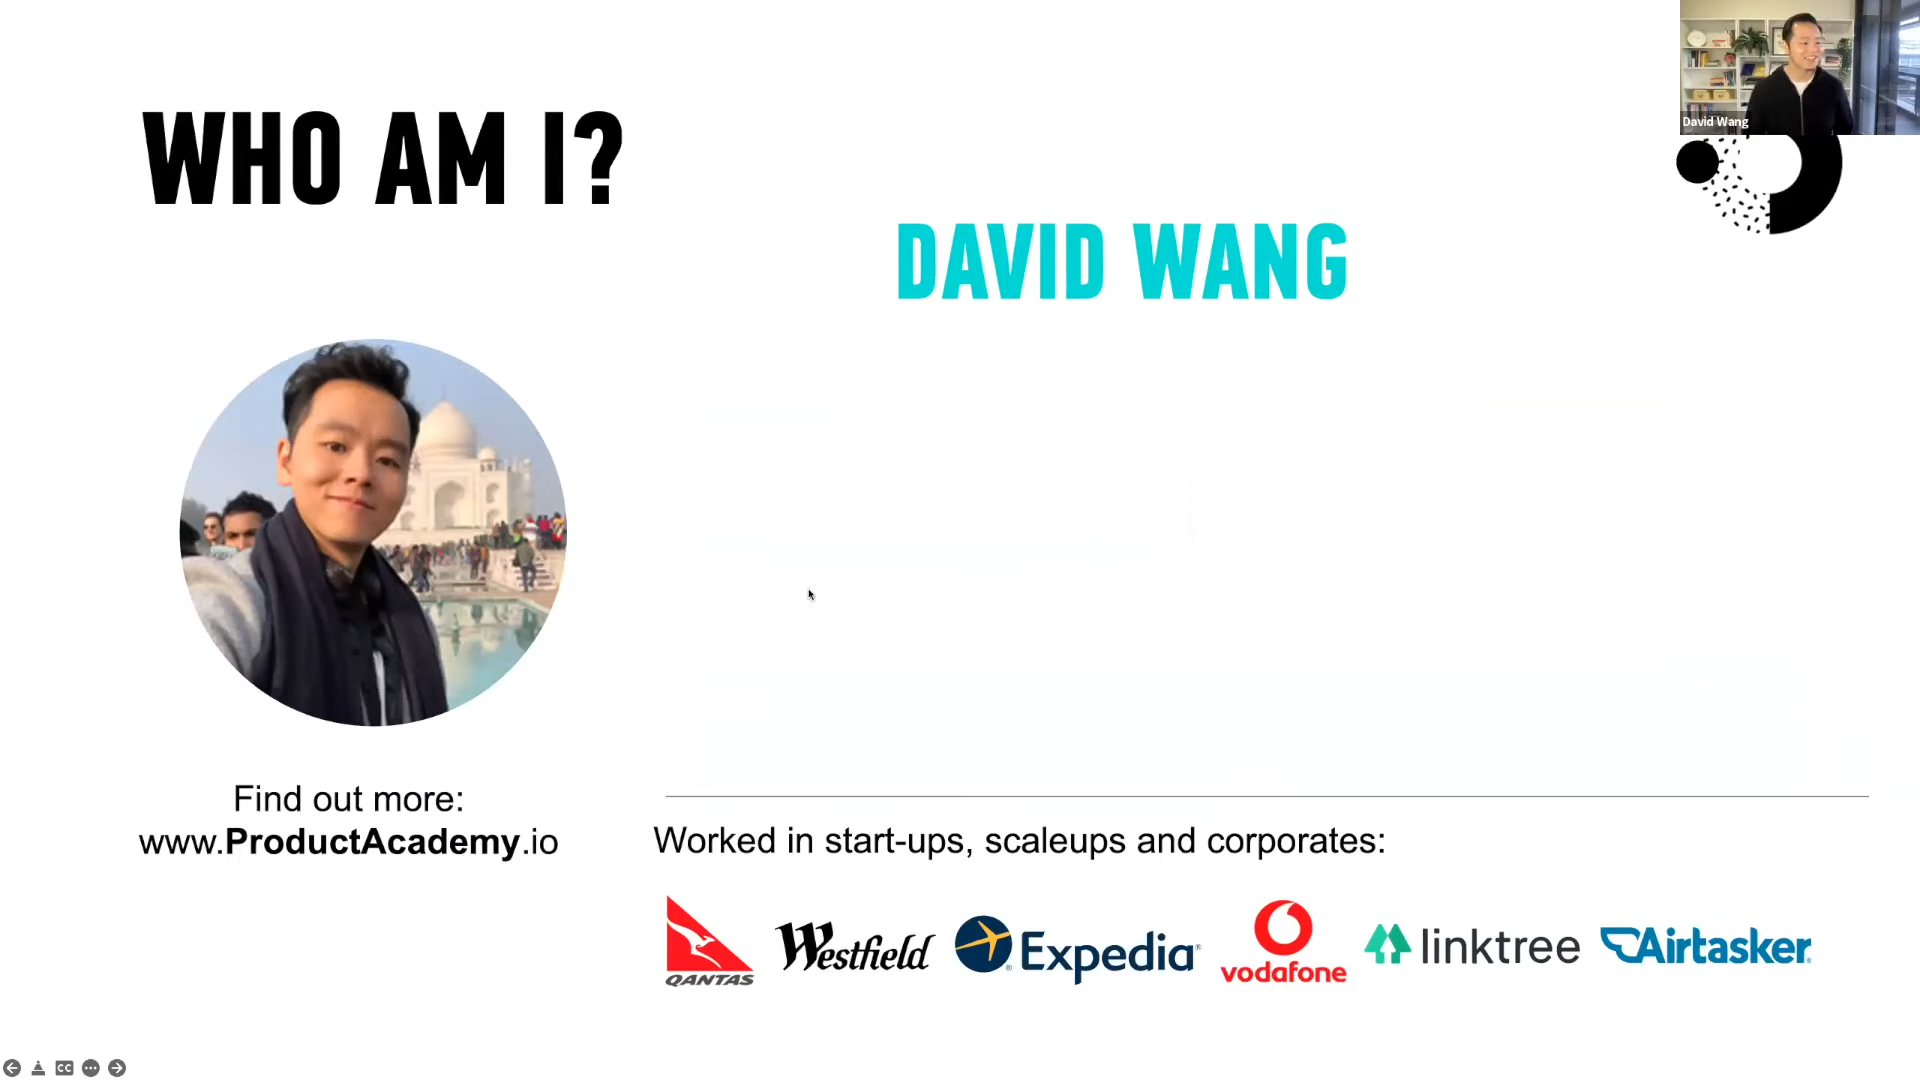 David Wang
WHO AM I?
DAVID WANG
Find out more:
www.ProductAcademy.io
Worked in start-ups, scaleups and corporates:
QANTAS
Westfield
Expedia
vodafone
linktree
Airtasker
CC